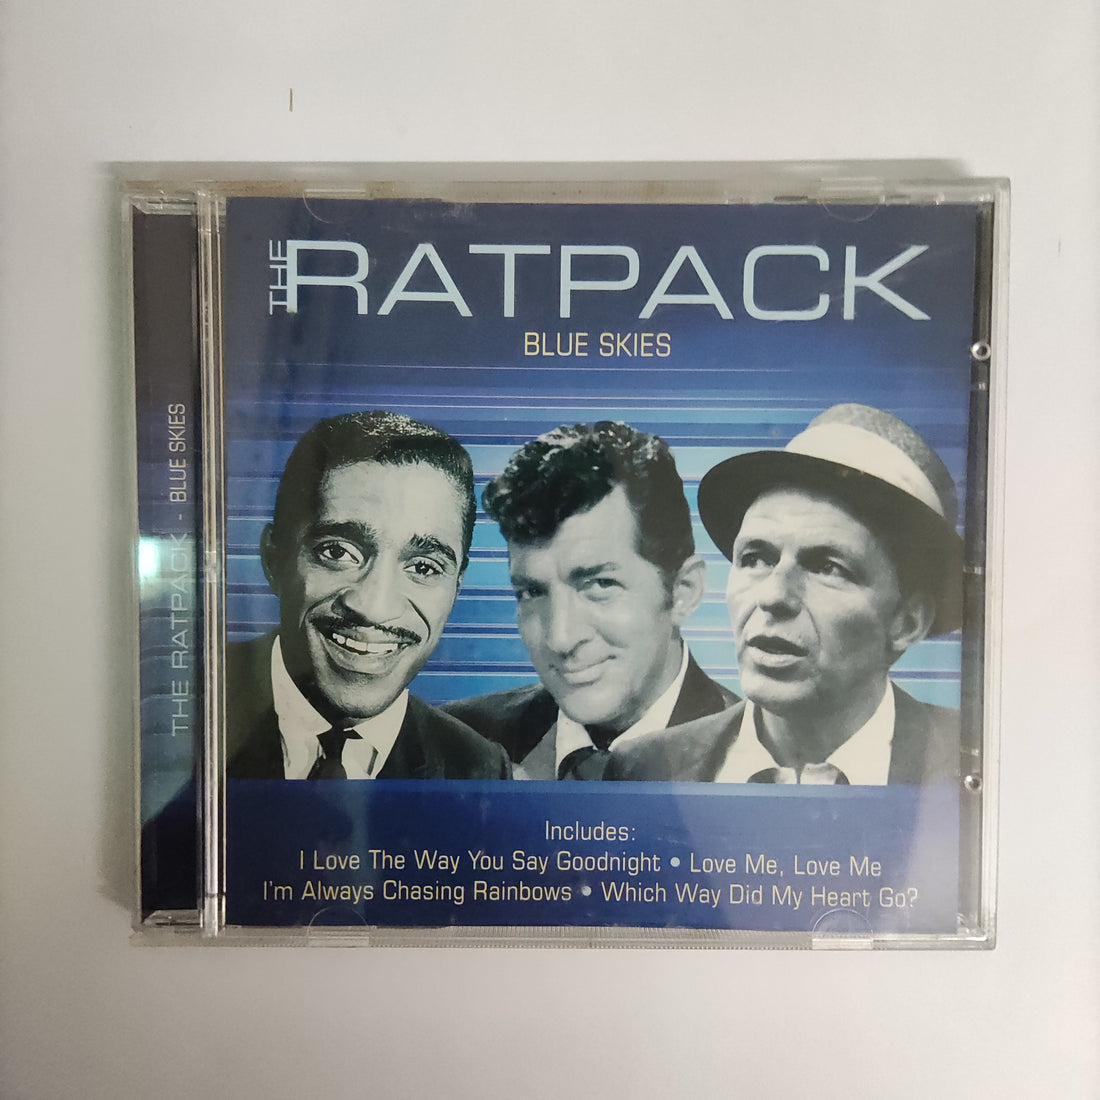 THE RATPACK
BLUE SKIES
THE RATPACK - BLUE SKIES
Includes:
I Love The Way You Say Goodnight • Love Me, Love Me
I'm Always Chasing Rainbows • Which Way Did My Heart Go?